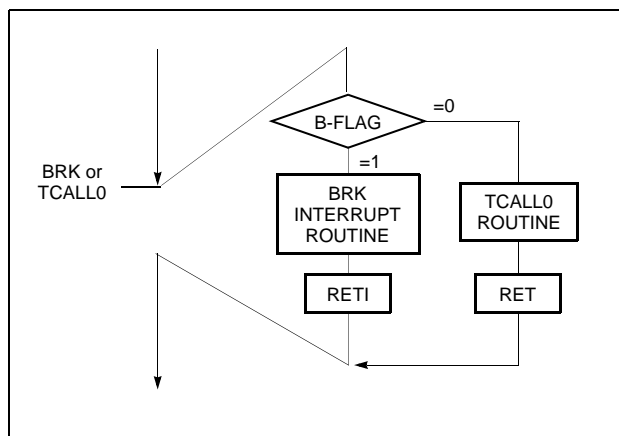 B-FLAG
=0
=1
BRK or
TCALL0
BRK
INTERRUPT
ROUTINE
TCALL0
ROUTINE
RETI
RET